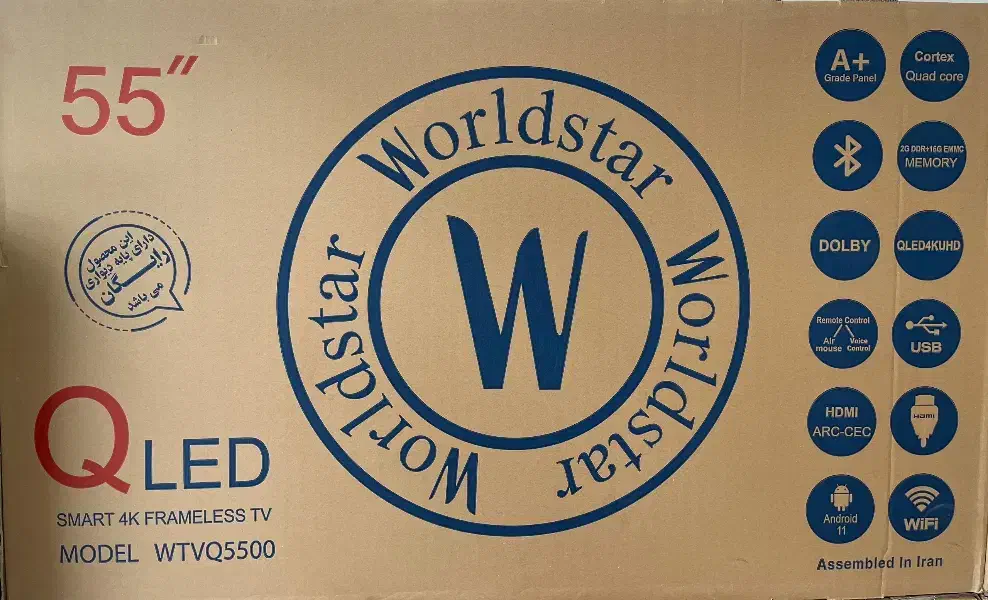 55"
این محصول
دارای پایه دیواری
رایـگان
می باشد
QLED
SMART 4K FRAMELESS TV
MODEL WTVQ5500
Worldstar
Worldstar
Worldstar
Worldstar
W
A+
Grade Panel
Cortex
Quad core
2G DDR+16G EMMC
MEMORY
DOLBY
QLED4KUHD
Remote Control
Air
mouse
Voice
Control
USB
HDMI
ARC-CEC
HDMI
Android
11
WiFi
Assembled In Iran